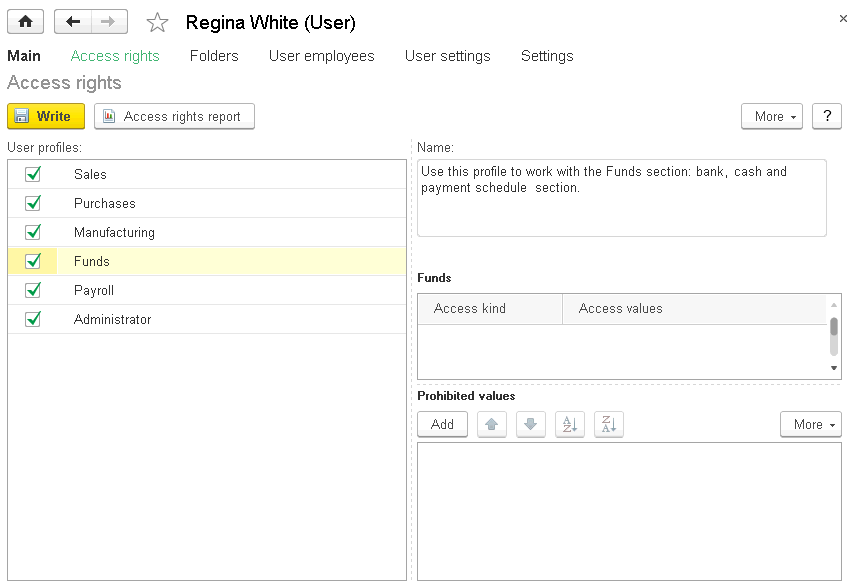 Regina White (User)
Main Access rights Folders User employees User settings Settings
Access rights
Write Access rights report More ?
User profiles:
Sales
Purchases
Manufacturing
Funds
Payroll
Administrator
Name:
Use this profile to work with the Funds section: bank, cash and
payment schedule section.
Funds
Access kind Access values
Prohibited values
Add A Z Z A More